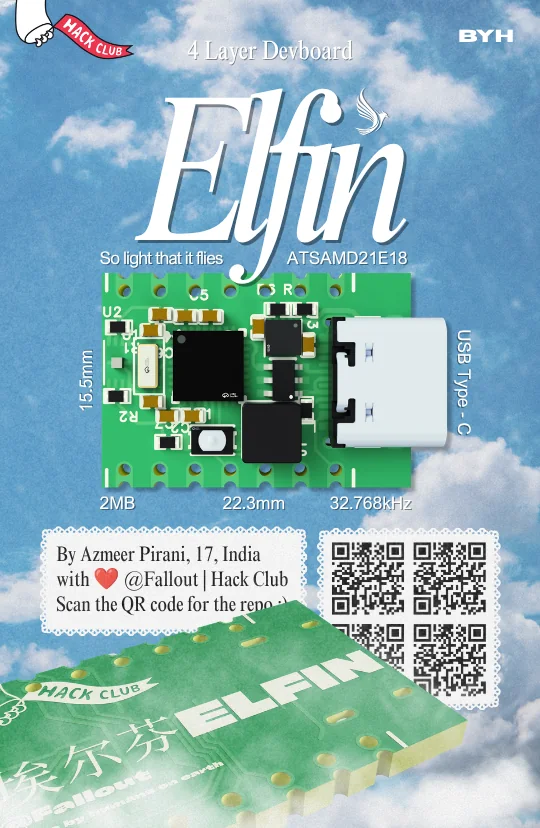 HACK CLUB
BYH
4 Layer Devboard
Elfin
So light that it flies
ATSAMD21E18
U2
R2
15.5mm
USB Type - C
2MB
22.3mm
32.768kHz
By Azmeer Pirani, 17, India
with ❤️ @Fallout | Hack Club
Scan the QR code for the repo :)
HACK CLUB
ELFIN
埃尔芬
@Fallout
on earth